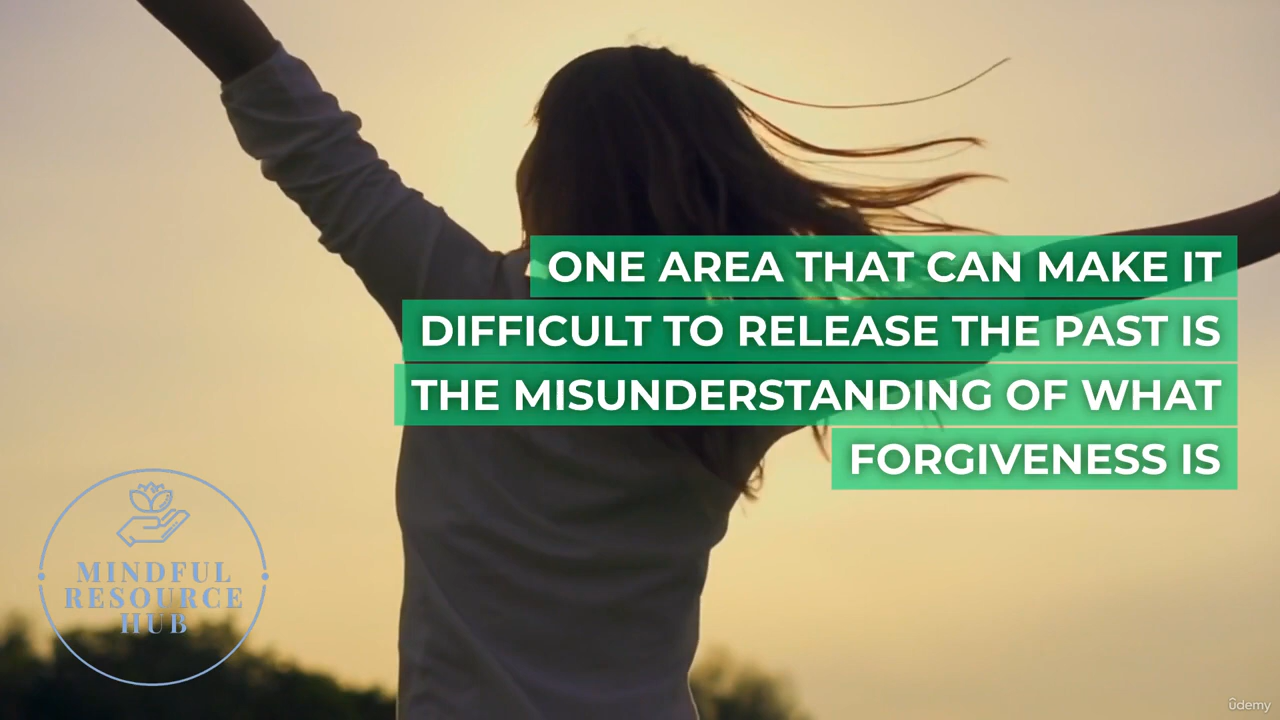 ONE AREA THAT CAN MAKE IT
DIFFICULT TO RELEASE THE PAST IS
THE MISUNDERSTANDING OF WHAT
FORGIVENESS IS
MINDFUL
RESOURCE
HUB
ûdemy